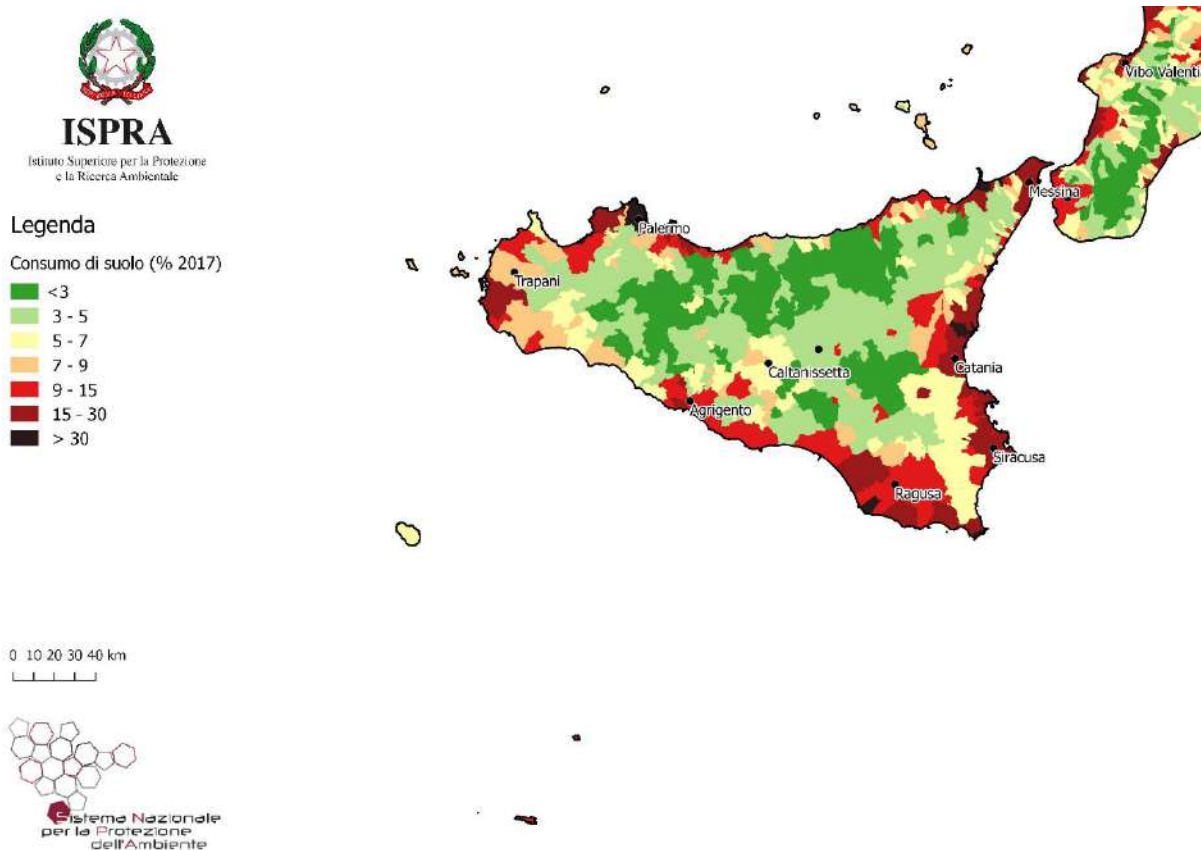 ISPRA
Istituto Superiore per la Protezione
e la Ricerca Ambientale
Legenda
Consumo di suolo (% 2017)
<3
3 - 5
5 - 7
7 - 9
9 - 15
15 - 30
> 30
Vibo Valenti
Messina
Palermo
Trapani
Caltanissetta
Catania
Agrigento
Siracusa
Ragusa
0 10 20 30 40 km
Sistema Nazionale
per la Protezione
dell'Ambiente